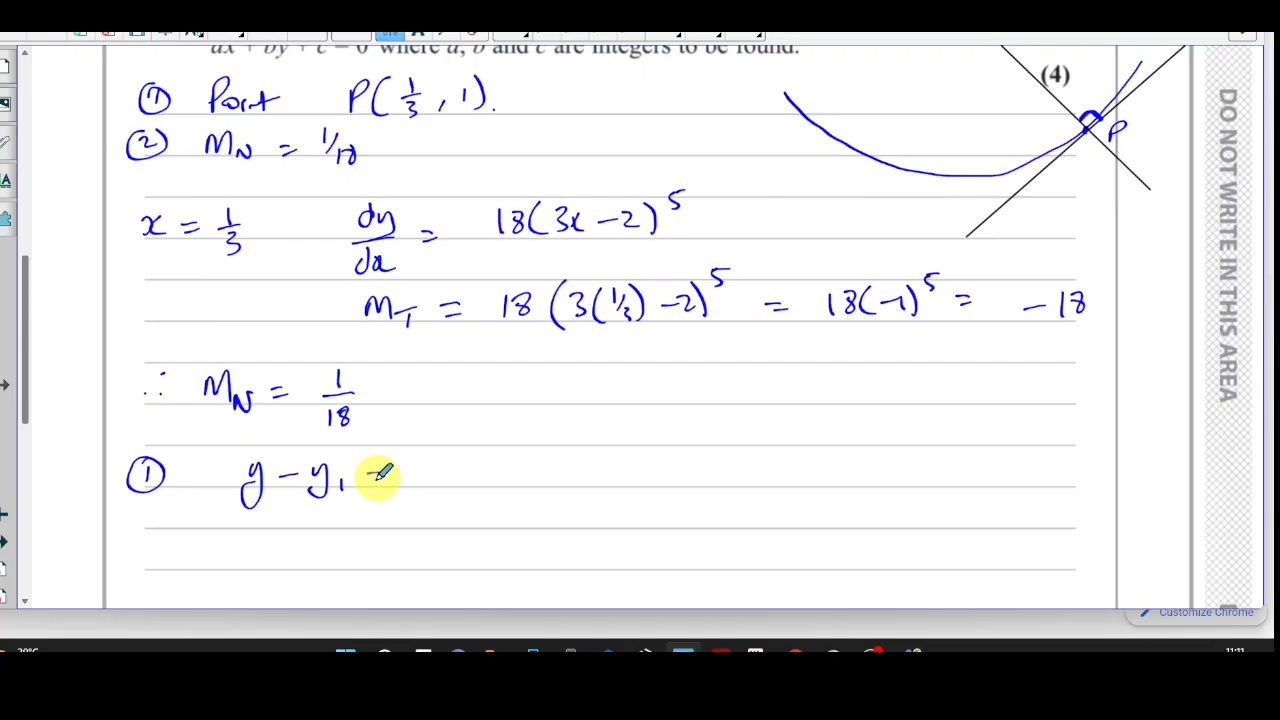 ax + by + c = 0 where a, b and c are integers to be found.
(4)
① Point P(1/3, 1).
② M_N = 1/18
P
x = 1/3 dy/dx = 18(3x - 2)^5
M_T = 18(3(1/3) - 2)^5 = 18(-1)^5 = -18
∴ M_N = 1/18
① y - y₁
DO NOT WRITE IN THIS AREA
Customize Chrome
11:11